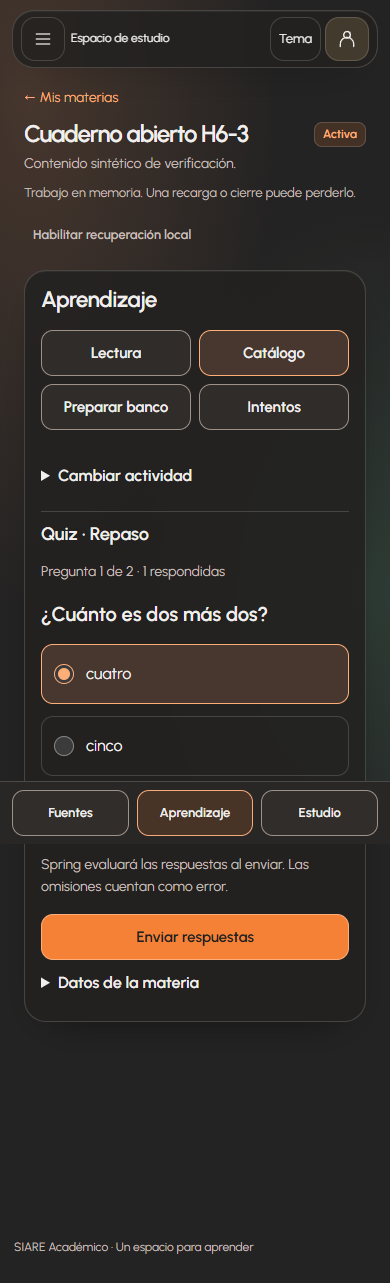 Espacio de estudio
Tema
← Mis materias
Cuaderno abierto H6-3
Activa
Contenido sintético de verificación.
Trabajo en memoria. Una recarga o cierre puede perderlo.
Habilitar recuperación local
Aprendizaje
Lectura
Catálogo
Preparar banco
Intentos
Cambiar actividad
Quiz · Repaso
Pregunta 1 de 2 · 1 respondidas
¿Cuánto es dos más dos?
cuatro
cinco
Fuentes
Aprendizaje
Estudio
Spring evaluará las respuestas al enviar. Las
omisiones cuentan como error.
Enviar respuestas
Datos de la materia
SIARE Académico · Un espacio para aprender